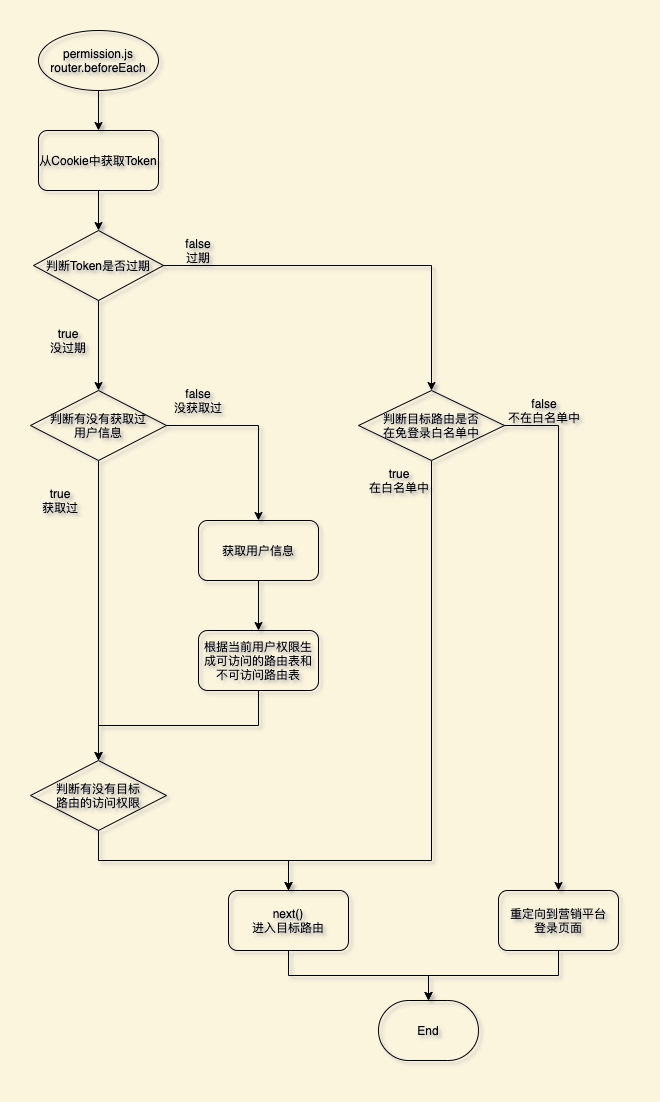 permission.js
router.beforeEach
从Cookie中获取Token
判断Token是否过期
false
过期
true
没过期
判断有没有获取过
用户信息
false
没获取过
判断目标路由是否
在免登录白名单中
false
不在白名单中
true
在白名单中
true
获取过
获取用户信息
根据当前用户权限生
成可访问的路由表和
不可访问路由表
判断有没有目标
路由的访问权限
next()
进入目标路由
重定向到营销平台
登录页面
End